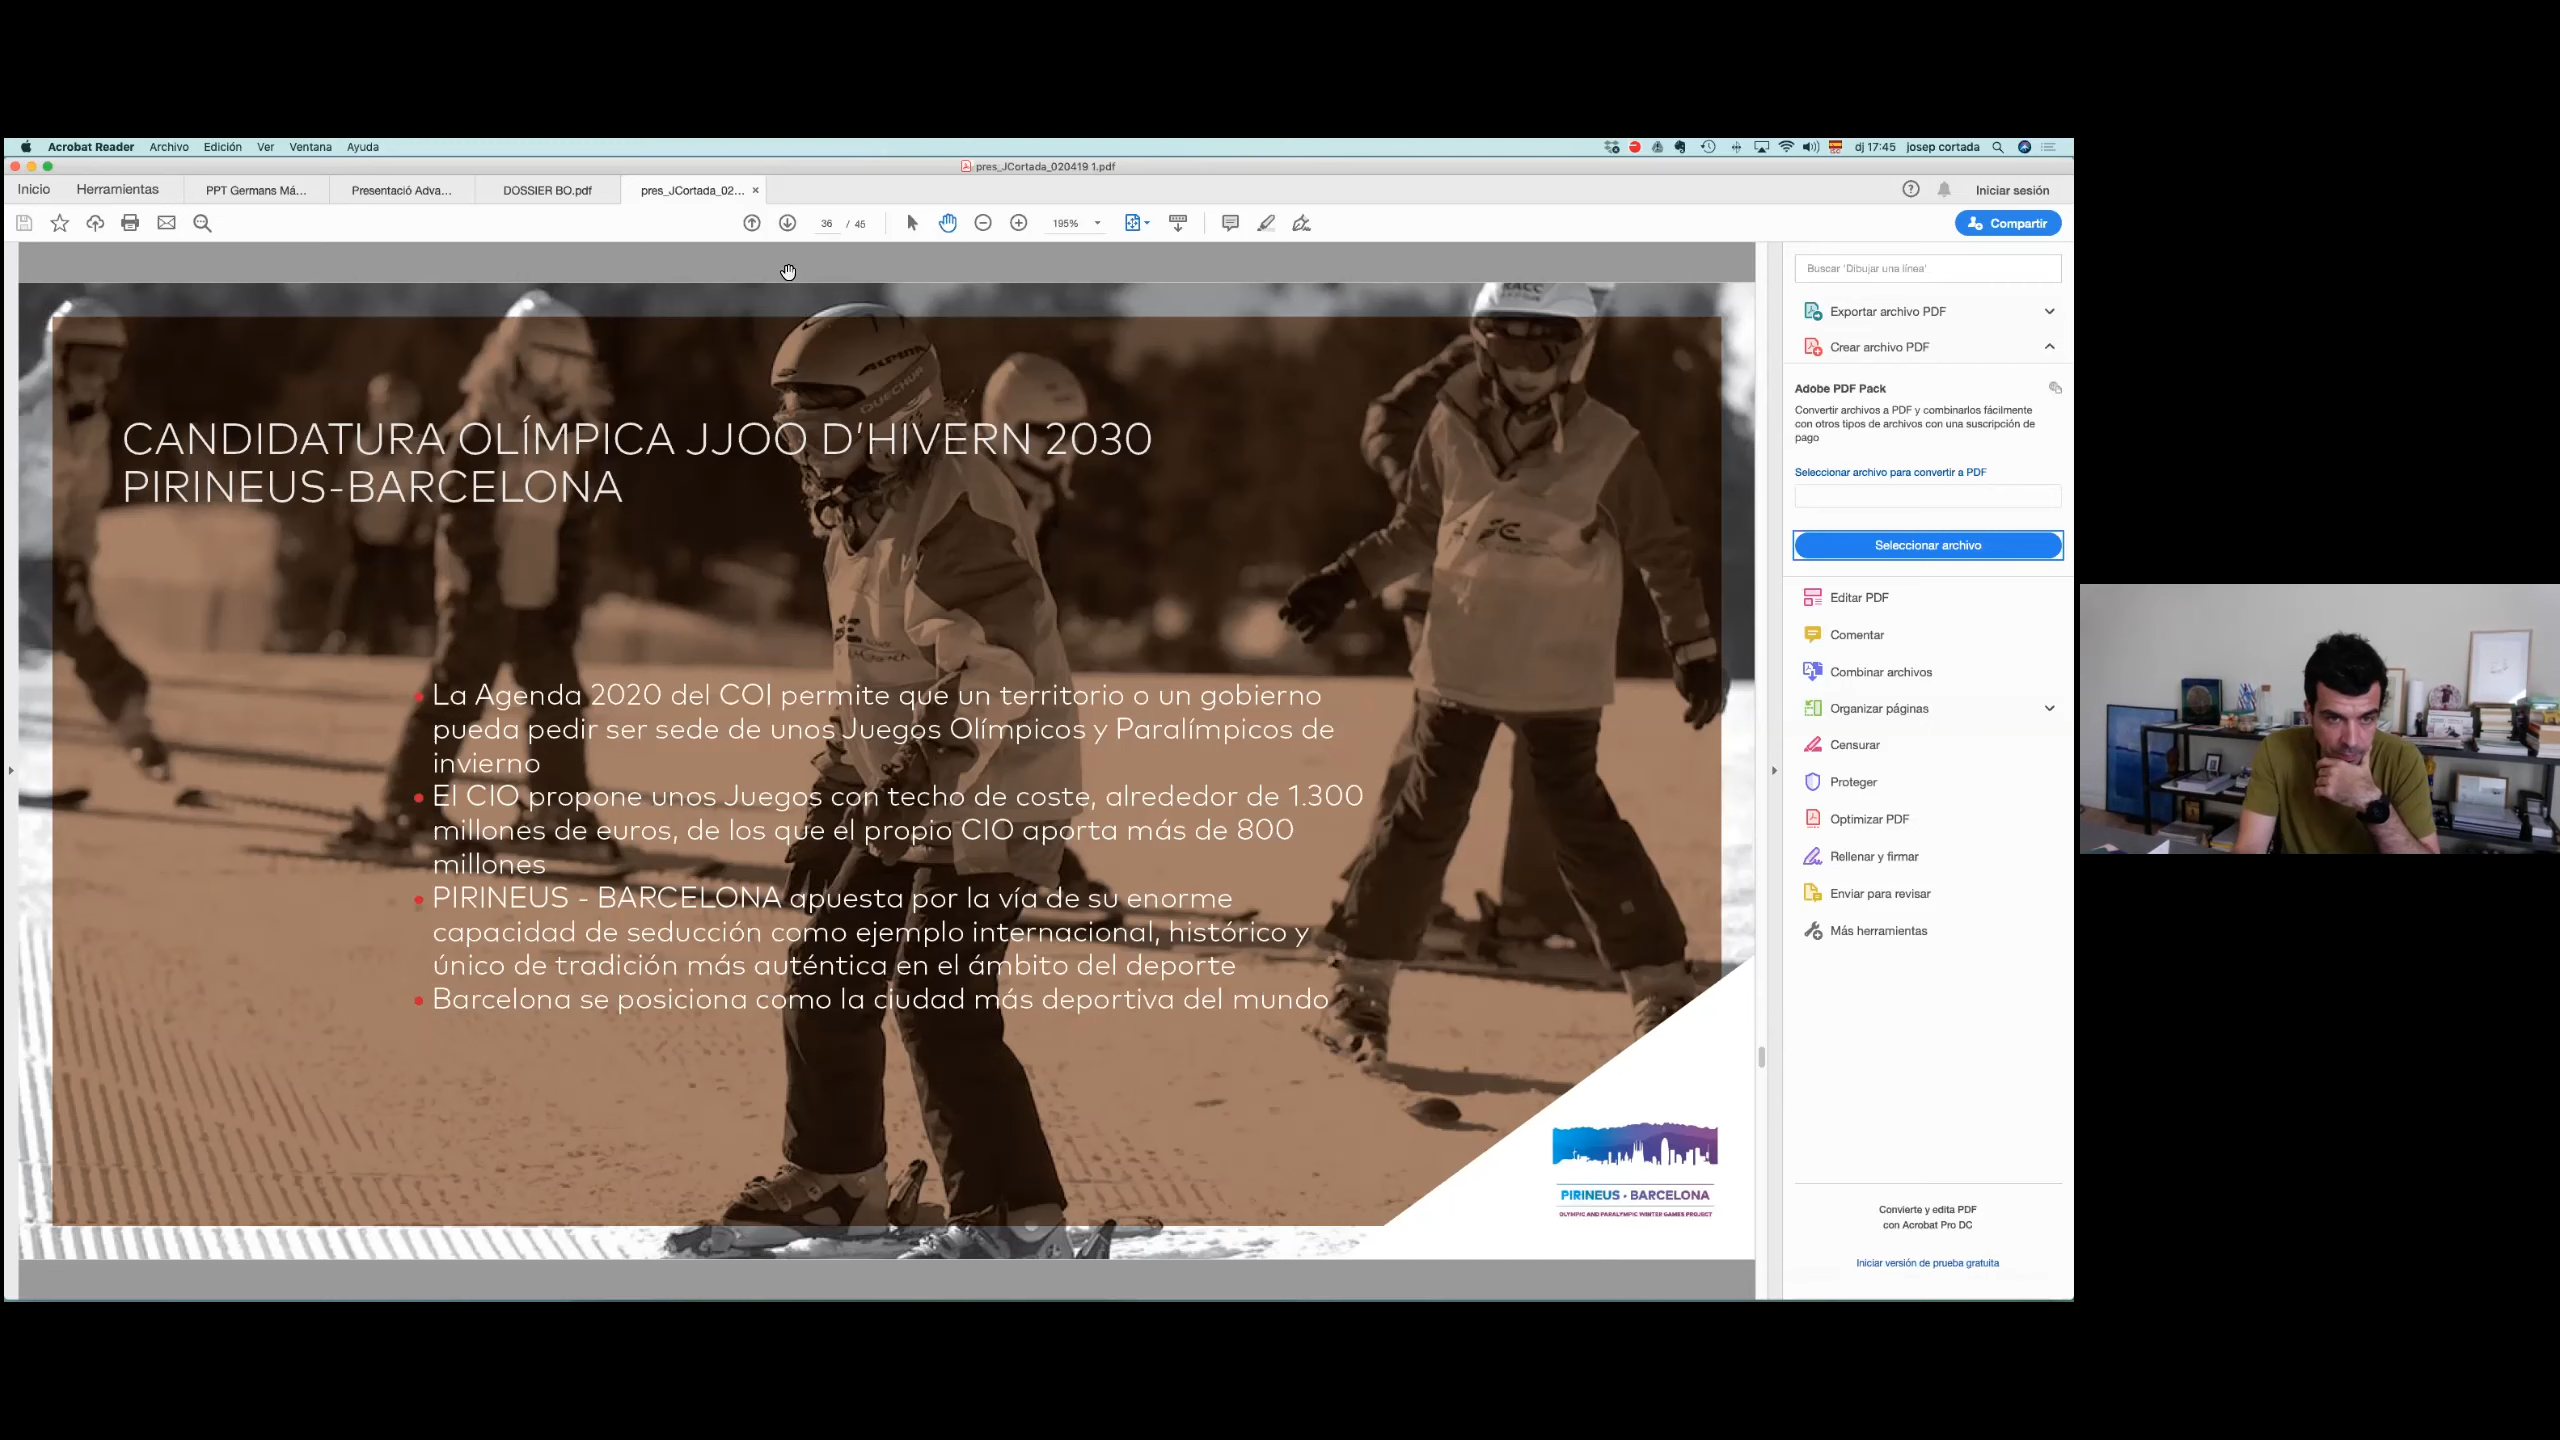 Acrobat Reader Archivo Edición Ver Ventana Ayuda
dj 17:45 josep cortada
pres_JCortada_020419 1.pdf
Inicio Herramientas PPT Germans Má... Presentació Adva... DOSSIER BO.pdf pres_JCortada_02... × Iniciar sesión
36 / 45 195% Compartir
Buscar 'Dibujar una línea'
Exportar archivo PDF
Crear archivo PDF
Adobe PDF Pack
Convertir archivos a PDF y combinarlos fácilmente
con otros tipos de archivos con una suscripción de
pago
Seleccionar archivo para convertir a PDF
Seleccionar archivo
Editar PDF
Comentar
Combinar archivos
Organizar páginas
Censurar
Proteger
Optimizar PDF
Rellenar y firmar
Enviar para revisar
Más herramientas
Convierte y edita PDF
con Acrobat Pro DC
Iniciar versión de prueba gratuita
RACC
ALPINA
QUECHUA
CANDIDATURA OLÍMPICA JJOO D'HIVERN 2030
PIRINEUS-BARCELONA
• La Agenda 2020 del COI permite que un territorio o un gobierno
pueda pedir ser sede de unos Juegos Olímpicos y Paralímpicos de
invierno
• El CIO propone unos Juegos con techo de coste, alrededor de 1.300
millones de euros, de los que el propio CIO aporta más de 800
millones
• PIRINEUS - BARCELONA apuesta por la vía de su enorme
capacidad de seducción como ejemplo internacional, histórico y
único de tradición más auténtica en el ámbito del deporte
• Barcelona se posiciona como la ciudad más deportiva del mundo
PIRINEUS · BARCELONA
OLYMPIC AND PARALYMPIC WINTER GAMES PROJECT